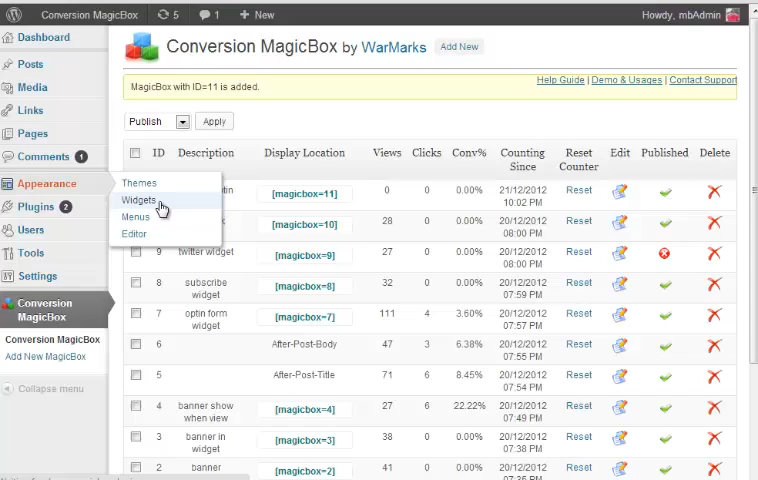 Conversion MagicBox 5 1 New Howdy, mbAdmin
Dashboard
Posts
Media
Links
Pages
Comments 1
Appearance
Plugins 2
Users
Tools
Settings
Conversion
MagicBox
Conversion MagicBox
Add New MagicBox
Collapse menu
Themes
Widgets
Menus
Editor
Conversion MagicBox by WarMarks Add New
Help Guide | Demo & Usages | Contact Support
MagicBox with ID=11 is added.
Publish Apply
ID Description Display Location Views Clicks Conv% Counting Since Reset Counter Edit Published Delete
[magicbox=11] 0 0 0.00% 21/12/2012 10:02 PM Reset
[magicbox=10] 28 0 0.00% 20/12/2012 08:00 PM Reset
9 twitter widget [magicbox=9] 27 0 0.00% 20/12/2012 08:00 PM Reset
8 subscribe widget [magicbox=8] 32 0 0.00% 20/12/2012 07:59 PM Reset
7 optin form widget [magicbox=7] 111 4 3.60% 20/12/2012 07:57 PM Reset
6 After-Post-Body 47 3 6.38% 20/12/2012 07:55 PM Reset
5 After-Post-Title 71 6 8.45% 20/12/2012 07:54 PM Reset
4 banner show when view [magicbox=4] 27 6 22.22% 20/12/2012 07:49 PM Reset
3 banner in widget [magicbox=3] 38 0 0.00% 20/12/2012 07:38 PM Reset
2 banner [magicbox=2] 41 0 0.00% 20/12/2012 Reset